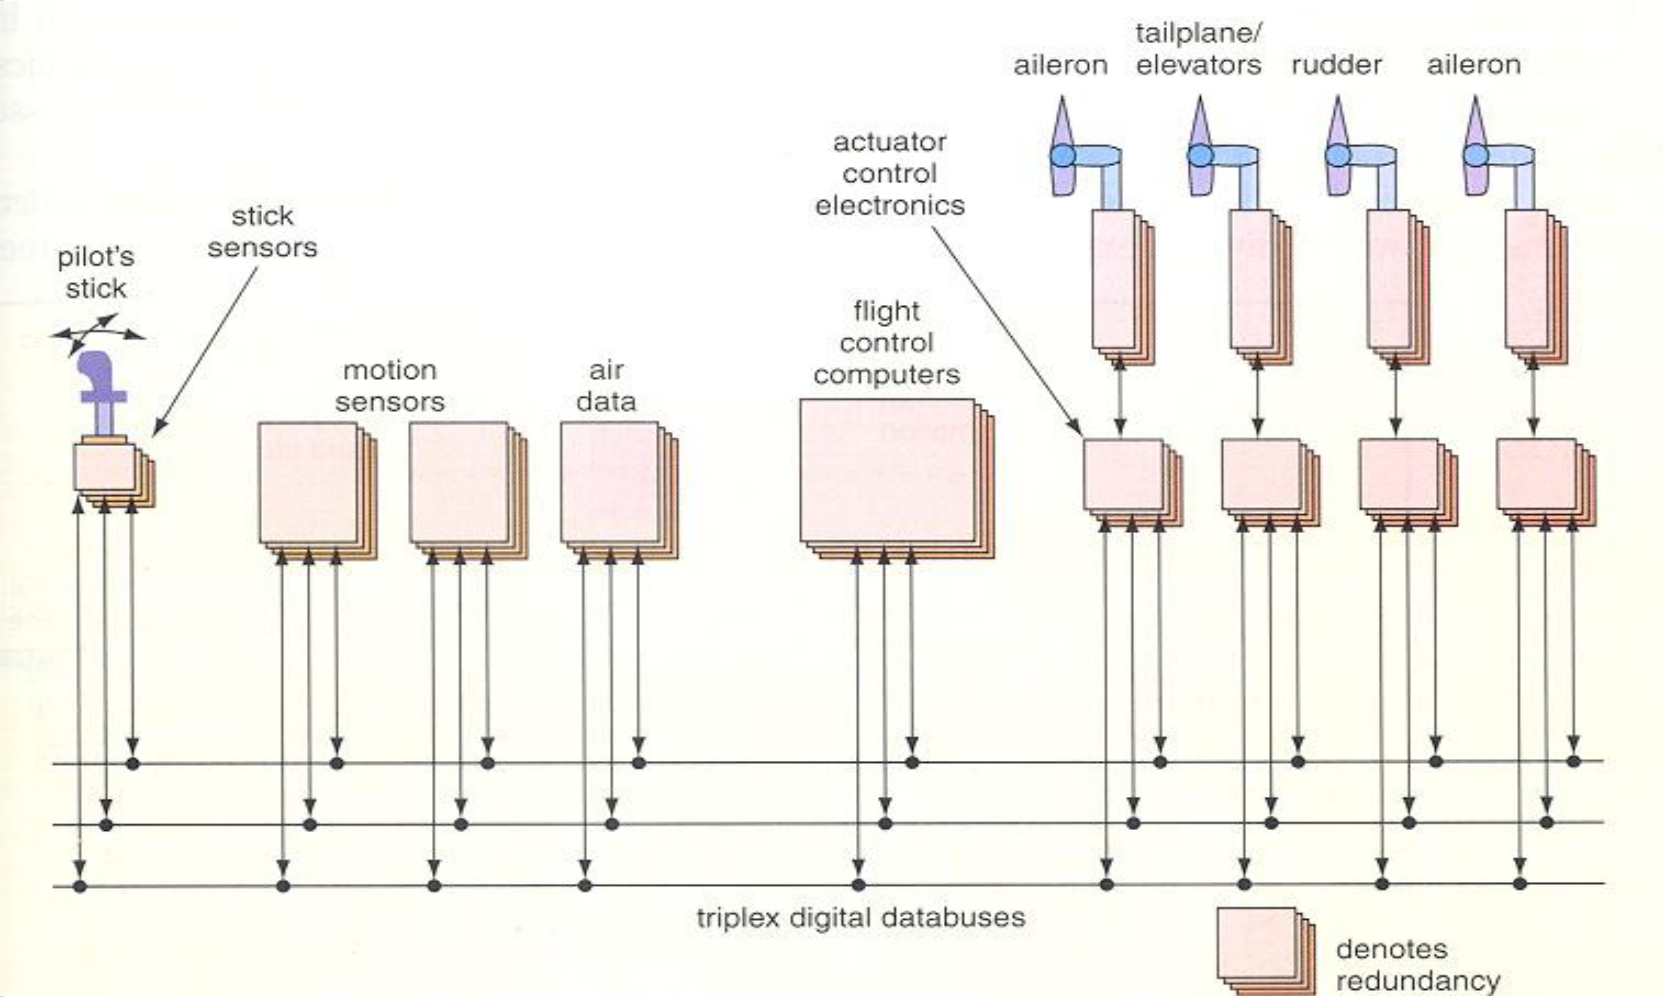 tailplane/
aileron elevators rudder aileron
actuator
control
electronics
stick
sensors
pilot's
stick
flight
control
computers
motion
sensors
air
data
triplex digital databuses
denotes
redundancy